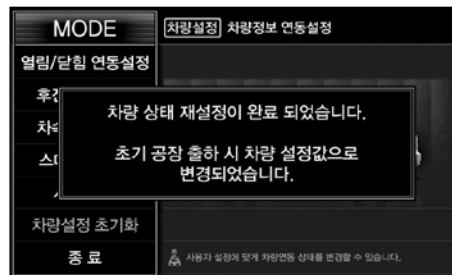 MODE
차량설정 차량정보 연동설정
열림/닫힘 연동설정
차량 상태 재설정이 완료 되었습니다.
초기 공장 출하 시 차량 설정값으로
변경되었습니다.
차량설정 초기화
종 료
사용자 설정에 맞게 차량연동 상태를 변경할 수 있습니다.